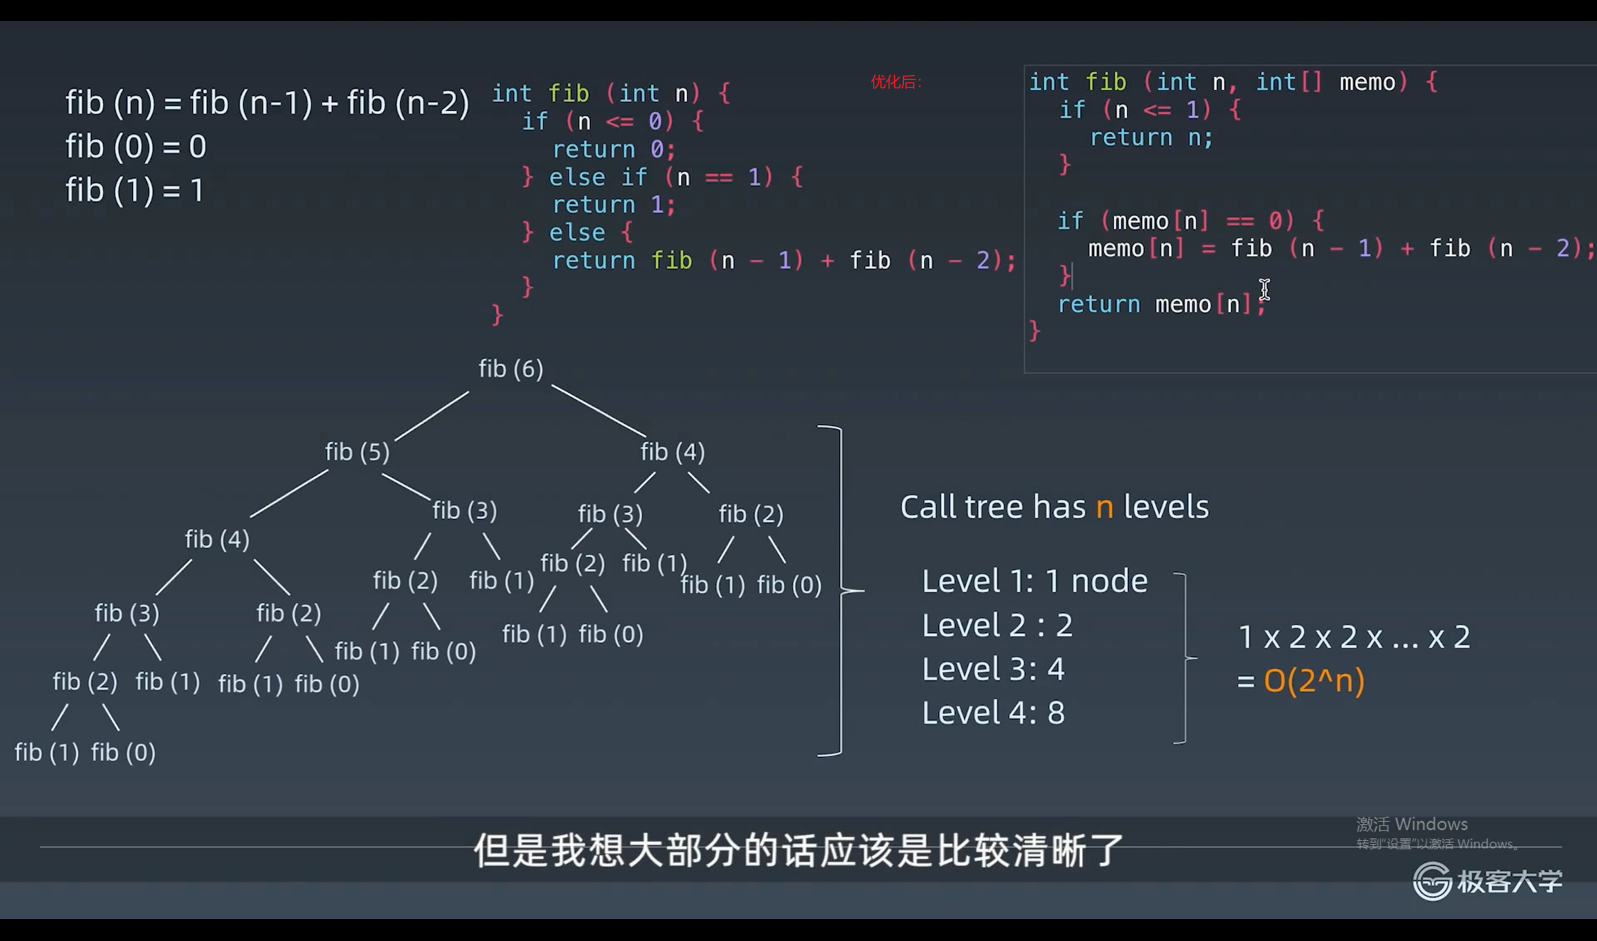 fib (n) = fib (n-1) + fib (n-2)
fib (0) = 0
fib (1) = 1
int fib (int n) {
if (n <= 0) {
return 0;
} else if (n == 1) {
return 1;
} else {
return fib (n - 1) + fib (n - 2);
}
}
优化后:
int fib (int n, int[] memo) {
if (n <= 1) {
return n;
}
if (memo[n] == 0) {
memo[n] = fib (n - 1) + fib (n - 2);
}
return memo[n];
}
fib (6)
fib (5) fib (4)
fib (4) fib (3) fib (3) fib (2)
fib (3) fib (2) fib (2) fib (1) fib (2) fib (1) fib (1) fib (0)
fib (2) fib (1) fib (1) fib (0) fib (1) fib (0) fib (1) fib (0)
fib (1) fib (0)
Call tree has n levels
Level 1: 1 node
Level 2 : 2
Level 3: 4
Level 4: 8
1 x 2 x 2 x ... x 2
= O(2^n)
但是我想大部分的话应该是比较清晰了
激活 Windows
转到"设置"以激活 Windows。
极客大学